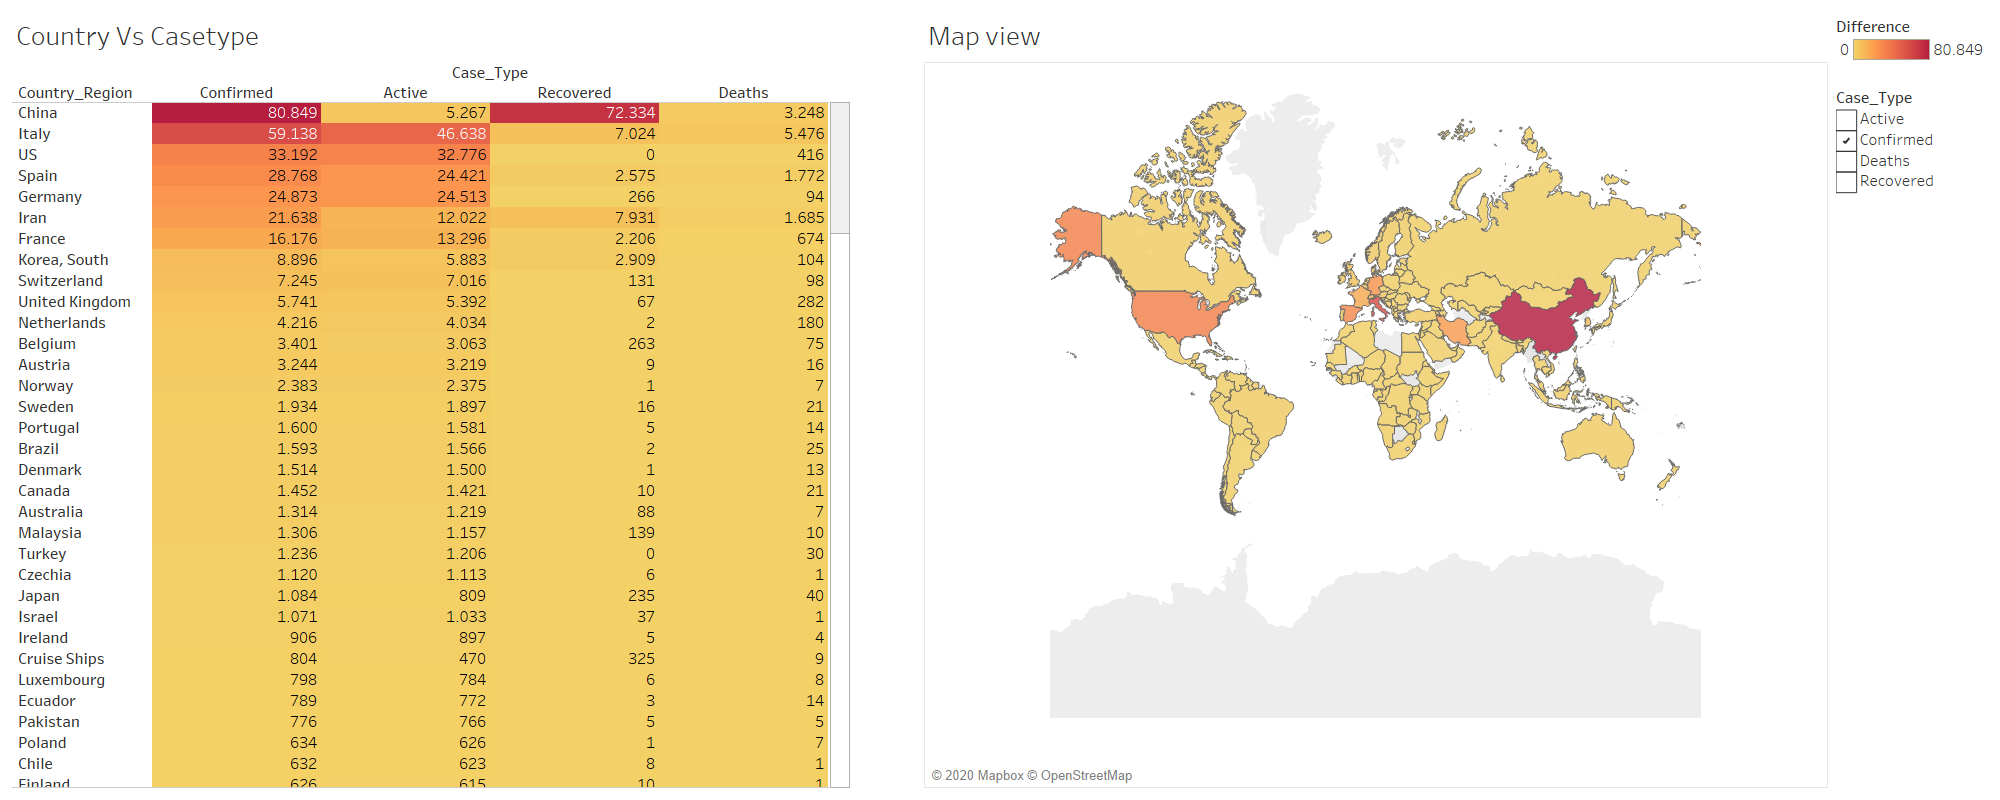 Country Vs Casetype
Case_Type
Country_Region Confirmed Active Recovered Deaths
China 80.849 5.267 72.334 3.248
Italy 59.138 46.638 7.024 5.476
US 33.192 32.776 0 416
Spain 28.768 24.421 2.575 1.772
Germany 24.873 24.513 266 94
Iran 21.638 12.022 7.931 1.685
France 16.176 13.296 2.206 674
Korea, South 8.896 5.883 2.909 104
Switzerland 7.245 7.016 131 98
United Kingdom 5.741 5.392 67 282
Netherlands 4.216 4.034 2 180
Belgium 3.401 3.063 263 75
Austria 3.244 3.219 9 16
Norway 2.383 2.375 1 7
Sweden 1.934 1.897 16 21
Portugal 1.600 1.581 5 14
Brazil 1.593 1.566 2 25
Denmark 1.514 1.500 1 13
Canada 1.452 1.421 10 21
Australia 1.314 1.219 88 7
Malaysia 1.306 1.157 139 10
Turkey 1.236 1.206 0 30
Czechia 1.120 1.113 6 1
Japan 1.084 809 235 40
Israel 1.071 1.033 37 1
Ireland 906 897 5 4
Cruise Ships 804 470 325 9
Luxembourg 798 784 6 8
Ecuador 789 772 3 14
Pakistan 776 766 5 5
Poland 634 626 1 7
Chile 632 623 8 1
Finland 626 615 10 1
Map view
© 2020 Mapbox © OpenStreetMap
Difference
0 80.849
Case_Type
Active
Confirmed
Deaths
Recovered